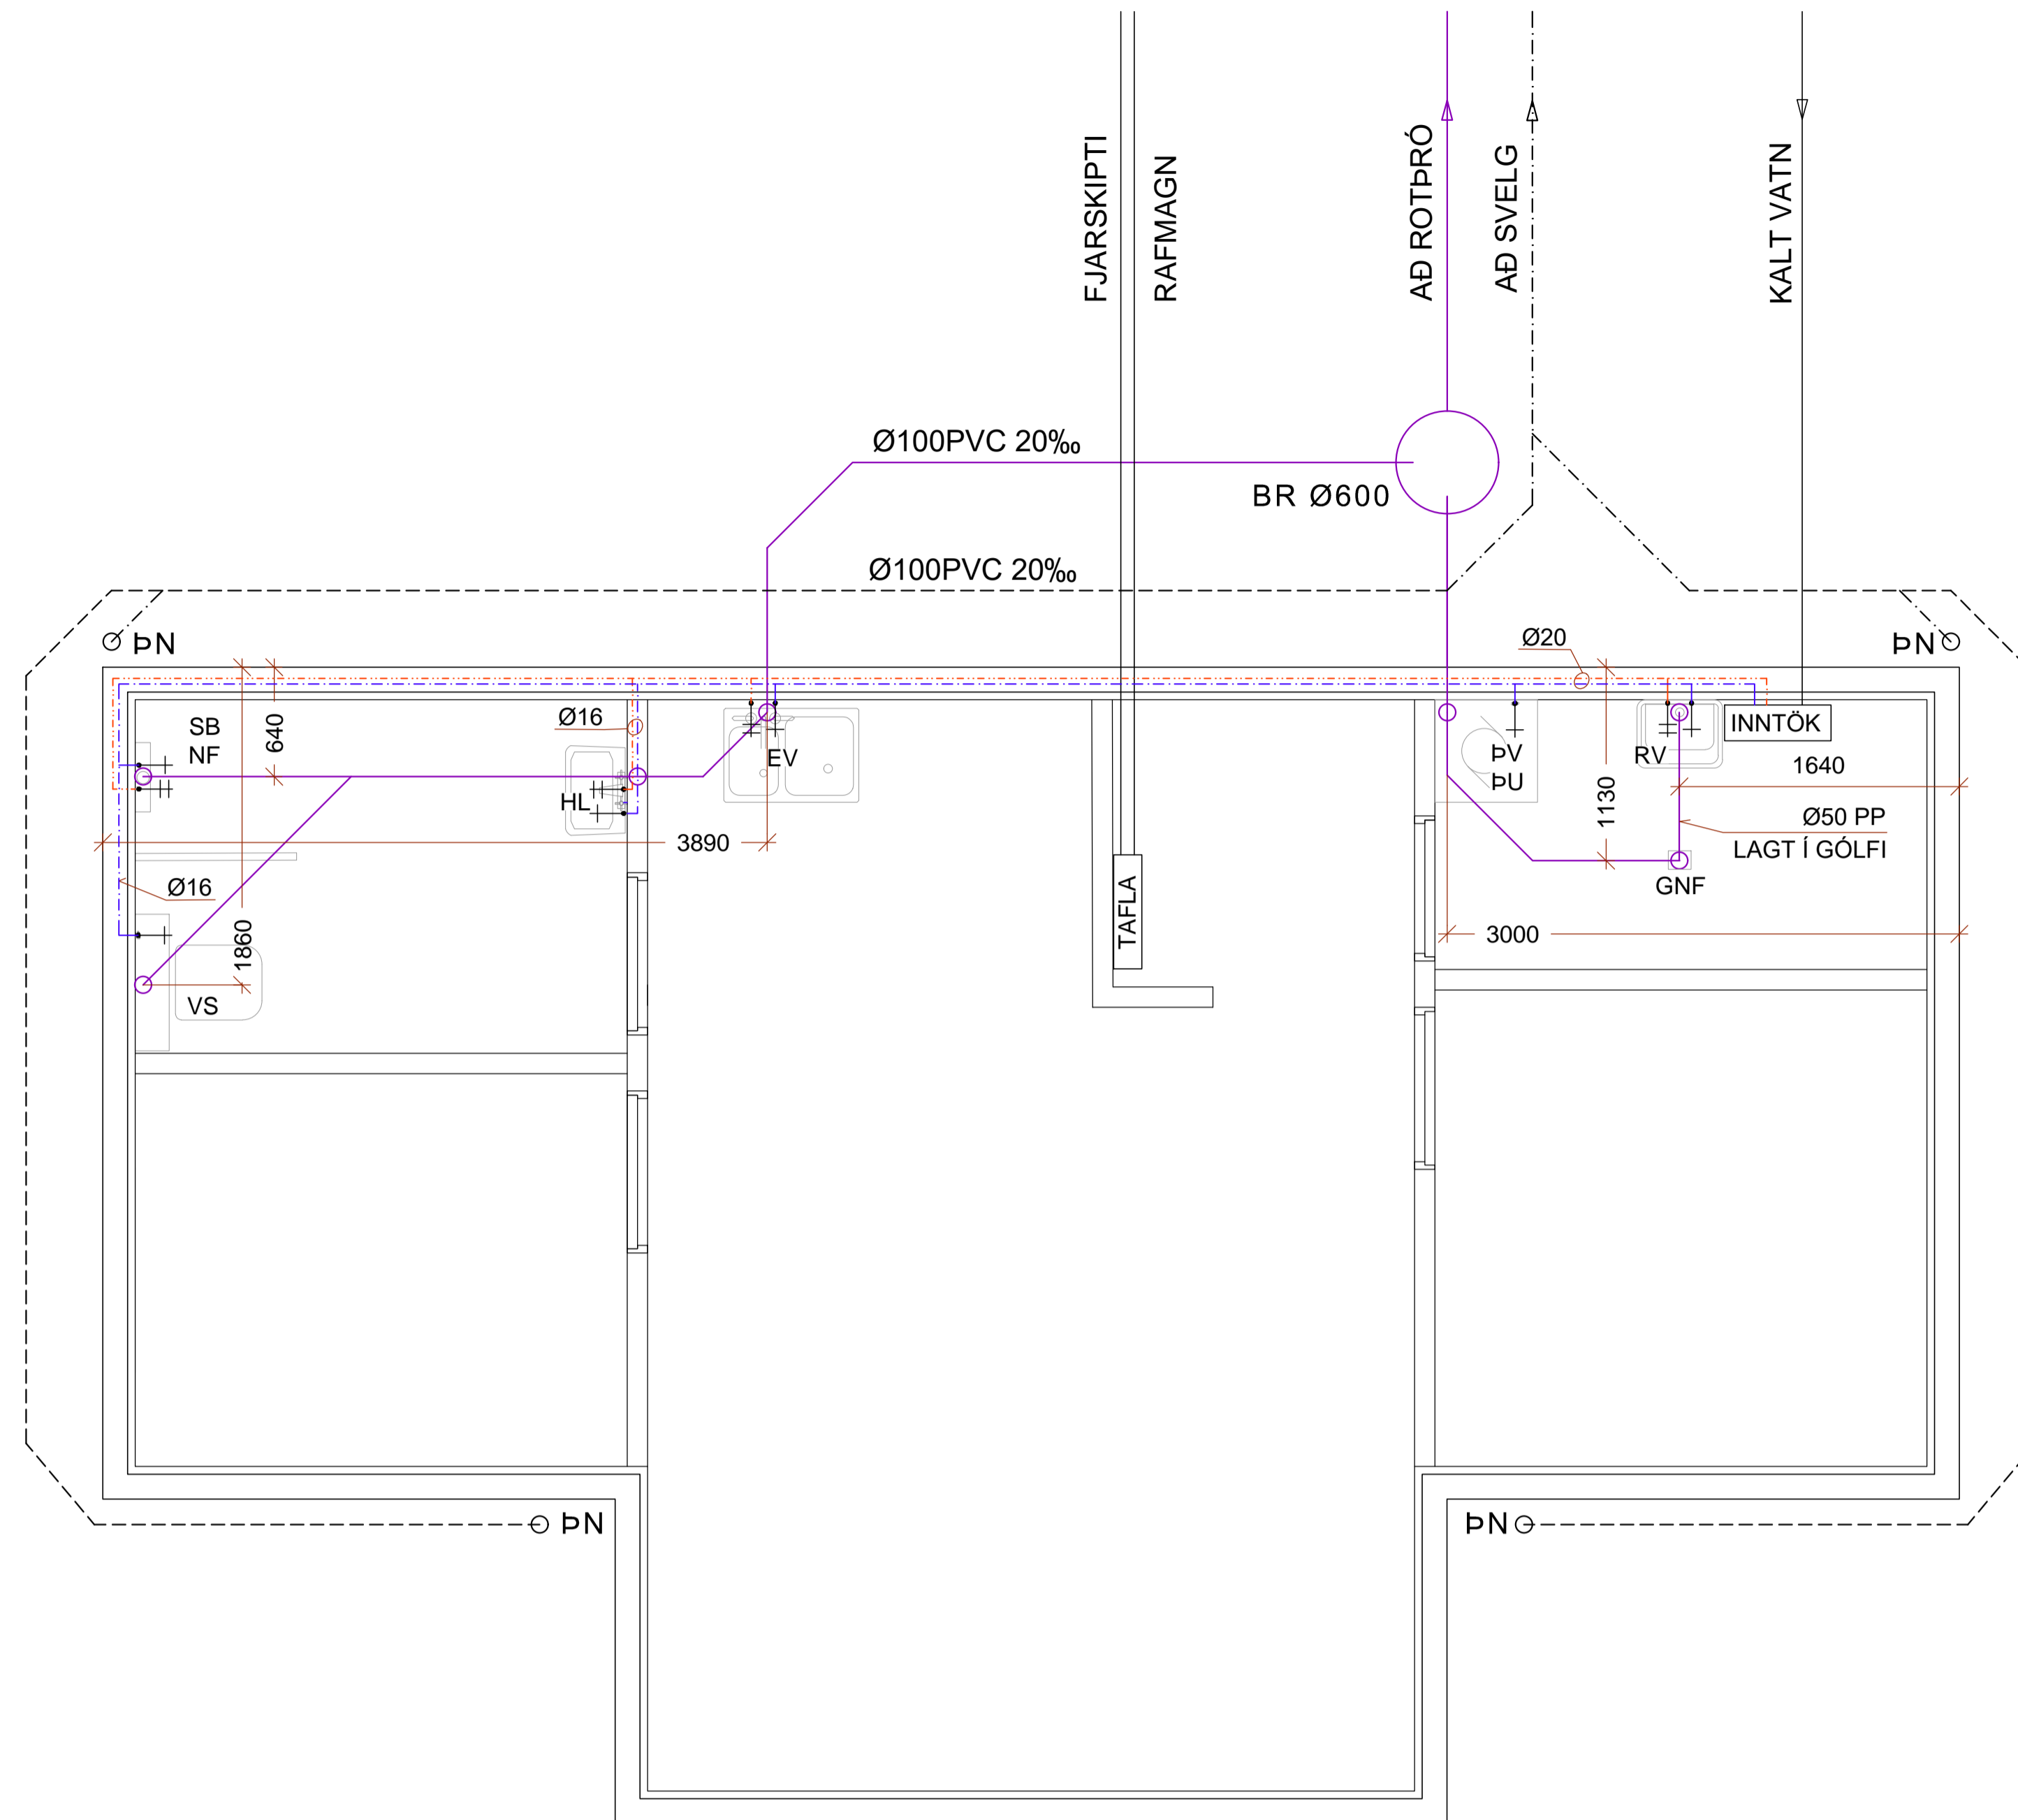 FJARSKIPTI
RAFMAGN
AÐ ROTÞRÓ
AÐ SVELG
KALT VATN
Ø100PVC 20‰
BR Ø600
Ø100PVC 20‰
ÞN
ÞN
Ø20
SB
NF
640
Ø16
EV
HL
3890
Ø16
1860
VS
TAFLA
ÞV
ÞU
RV
INNTÖK
1640
1130
Ø50 PP
LAGT Í GÓLFI
GNF
3000
ÞN
ÞN